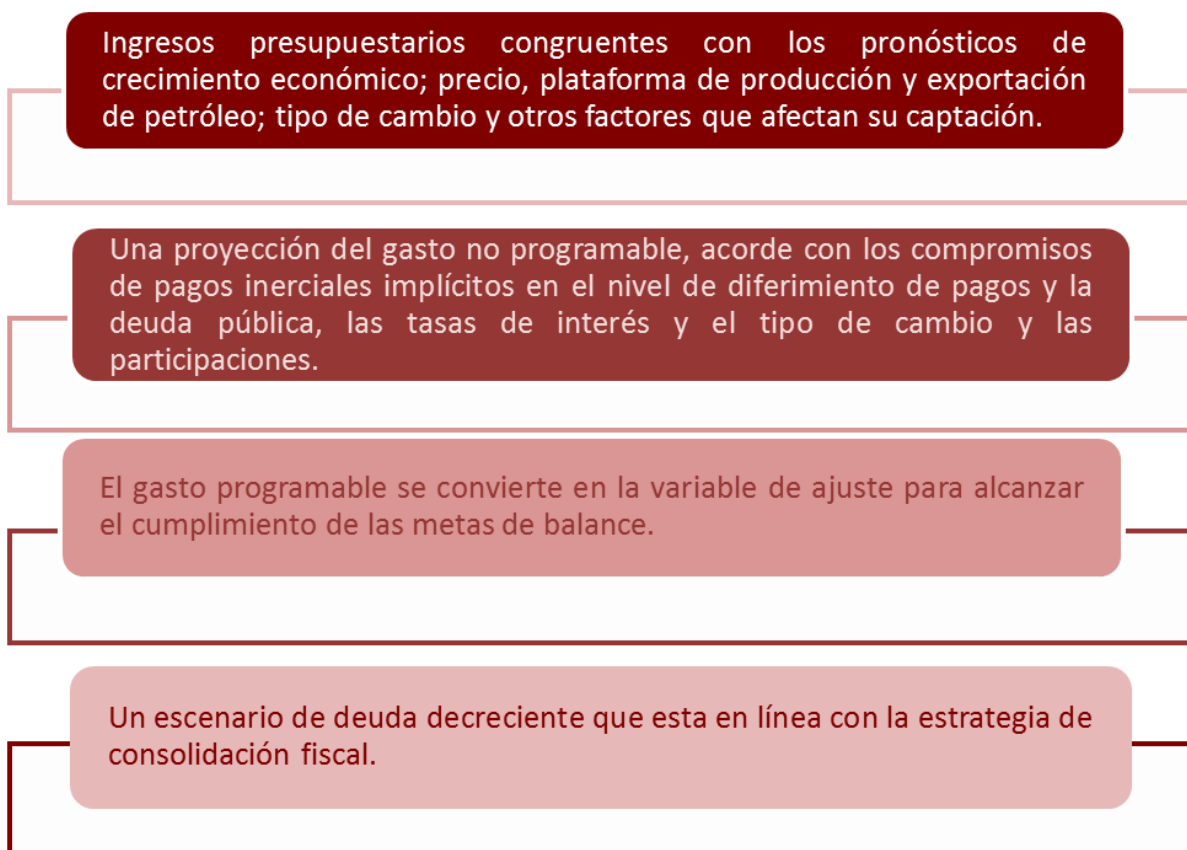 Ingresos presupuestarios congruentes con los pronósticos de
crecimiento económico; precio, plataforma de producción y exportación
de petróleo; tipo de cambio y otros factores que afectan su captación.
Una proyección del gasto no programable, acorde con los compromisos
de pagos inerciales implícitos en el nivel de diferimiento de pagos y la
deuda pública, las tasas de interés y el tipo de cambio y las
participaciones.
El gasto programable se convierte en la variable de ajuste para alcanzar
el cumplimiento de las metas de balance.
Un escenario de deuda decreciente que esta en línea con la estrategia de
consolidación fiscal.